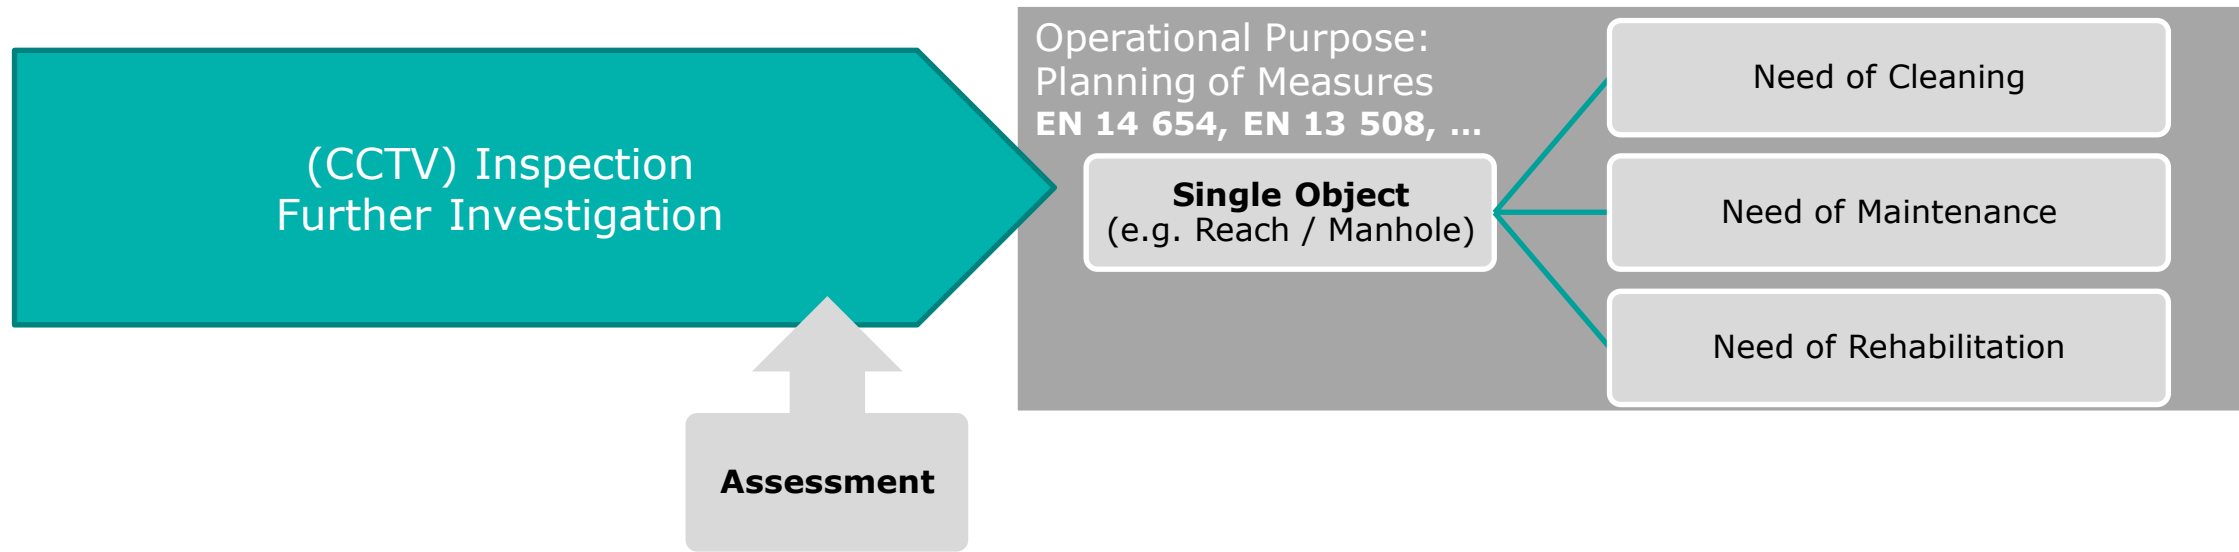 (CCTV) Inspection
Further Investigation
Operational Purpose:
Planning of Measures
EN 14 654, EN 13 508, ...
Single Object
(e.g. Reach / Manhole)
Need of Cleaning
Need of Maintenance
Need of Rehabilitation
Assessment